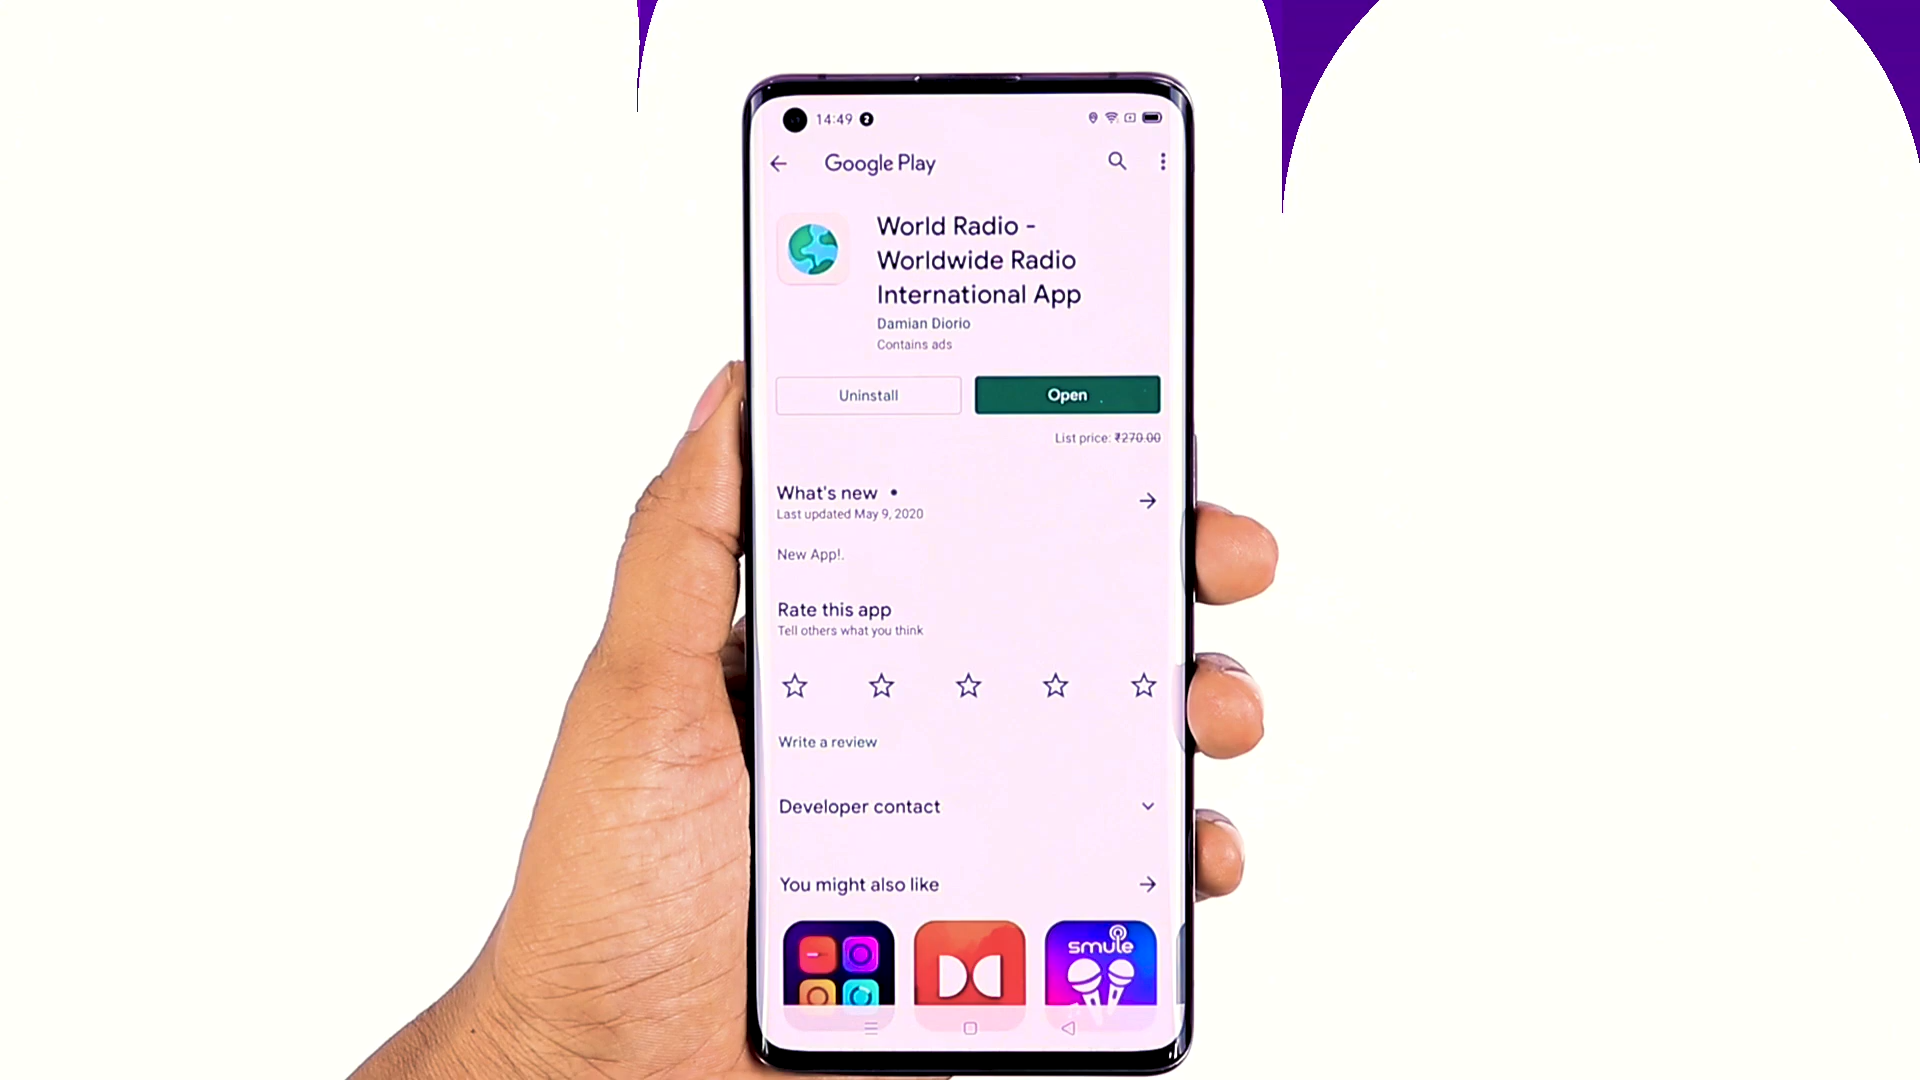 14:49 2
Google Play
World Radio -
Worldwide Radio
International App
Damian Diorio
Contains ads
Uninstall
Open
List price: ₹270.00
What's new •
Last updated May 9, 2020
New App!.
Rate this app
Tell others what you think
Write a review
Developer contact
You might also like
smule